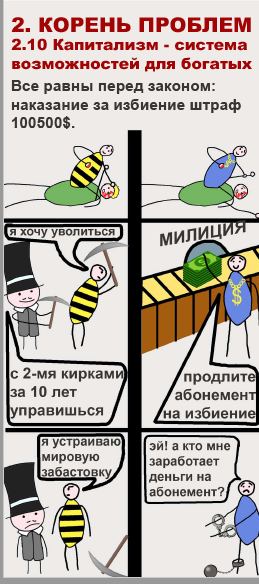 2. КОРЕНЬ ПРОБЛЕМ
2.10 Капитализм - система
возможностей для богатых
Все равны перед законом:
наказание за избиение штраф
100500$.
я хочу уволиться
с 2-мя кирками
за 10 лет
управишься
МИЛИЦИЯ
$
продлите
абонемент
на избиение
я устраиваю
мировую
забастовку
эй! а кто мне
заработает
деньги на
абонемент?